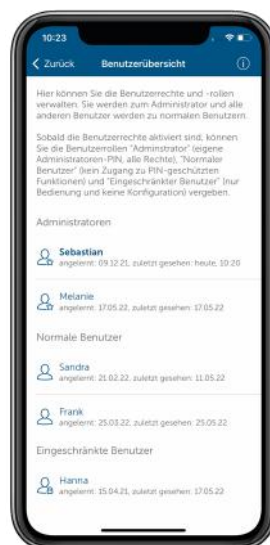 10:23
Zurück
Benutzerübersicht
Hier können Sie die Benutzerrechte und -rollen
verwalten. Sie werden zum Administrator und alle
anderen Benutzer werden zu normalen Benutzern.
Sobald die Benutzerrechte aktiviert sind, können
Sie die Benutzerrollen "Adminstrator" (eigene
Administratoren-PIN, alle Rechte), "Normaler
Benutzer" (kein Zugang zu PIN-geschützten
Funktionen) und "Eingeschränkter Benutzer" (nur
Bedienung und keine Konfiguration) vergeben.
Administratoren
Sebastian
angelernt: 09.12.21, zuletzt gesehen: heute, 10:20
Melanie
angelernt: 17.05.22, zuletzt gesehen: 17.05.22
Normale Benutzer
Sandra
angelernt: 21.02.22, zuletzt gesehen: 11.05.22
Frank
angelernt: 25.03.22, zuletzt gesehen: 25.05.22
Eingeschränkte Benutzer
Hanna
angelernt: 15.04.21, zuletzt gesehen: 17.05.22